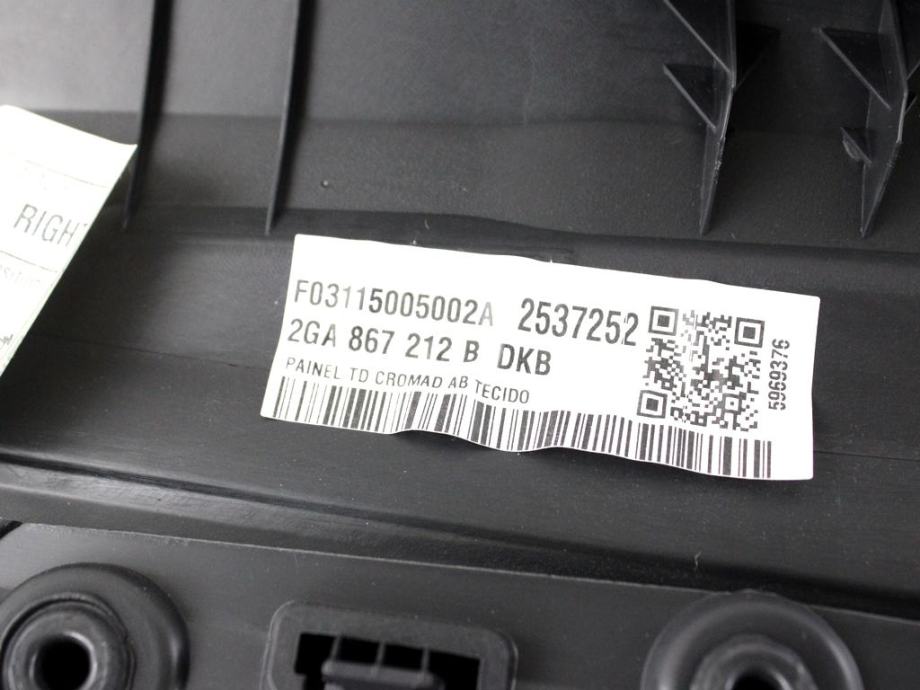 RIGHT
F03115005002A 2537252
2GA 867 212 B DKB
PAINEL TD CROMAD AB TECIDO
5969376